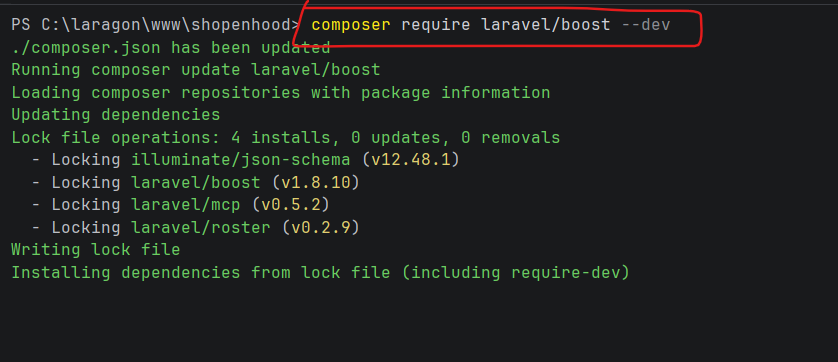 PS C:\laragon\www\shopenhood> composer require laravel/boost --dev
./composer.json has been updated
Running composer update laravel/boost
Loading composer repositories with package information
Updating dependencies
Lock file operations: 4 installs, 0 updates, 0 removals
  - Locking illuminate/json-schema (v12.48.1)
  - Locking laravel/boost (v1.8.10)
  - Locking laravel/mcp (v0.5.2)
  - Locking laravel/roster (v0.2.9)
Writing lock file
Installing dependencies from lock file (including require-dev)